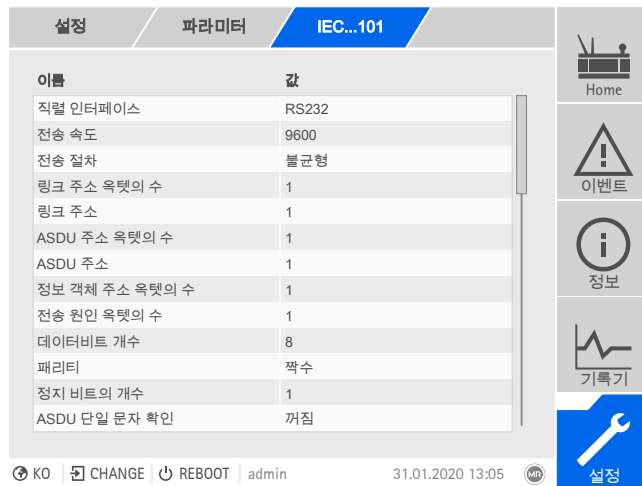 설정 파라미터 IEC...101
이름 값
직렬 인터페이스 RS232
전송 속도 9600
전송 절차 불균형
링크 주소 옥텟의 수 1
링크 주소 1
ASDU 주소 옥텟의 수 1
ASDU 주소 1
정보 객체 주소 옥텟의 수 1
전송 원인 옥텟의 수 1
데이터비트 개수 8
패리티 짝수
정지 비트의 개수 1
ASDU 단일 문자 확인 꺼짐
Home
이벤트
정보
기록기
설정
KO CHANGE REBOOT admin 31.01.2020 13:05 MR